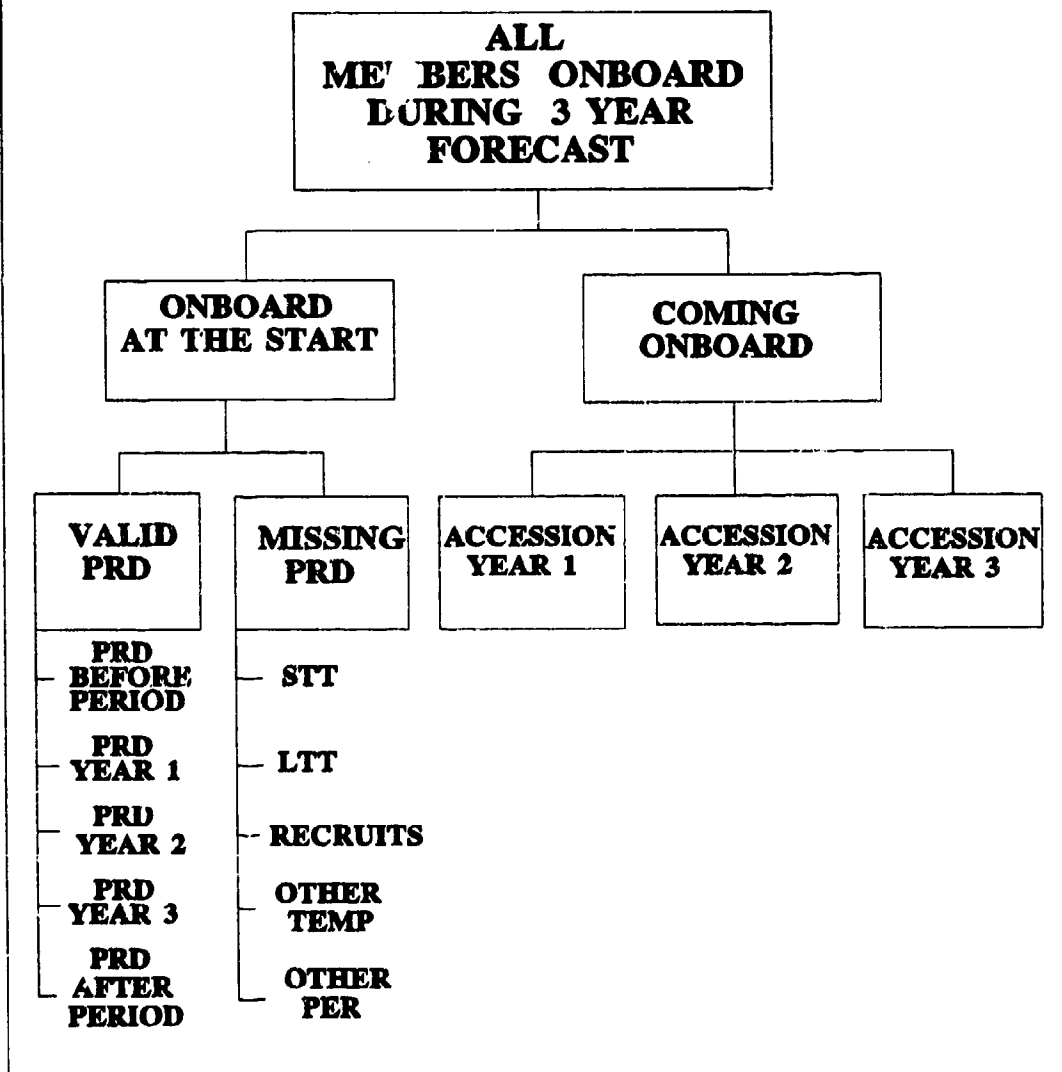 ALL
MEMBERS ONBOARD
DURING 3 YEAR
FORECAST
ONBOARD
AT THE START
COMING
ONBOARD
VALID
PRD
MISSING
PRD
ACCESSION
YEAR 1
ACCESSION
YEAR 2
ACCESSION
YEAR 3
PRD
BEFORE
PERIOD
PRD
YEAR 1
PRD
YEAR 2
PRD
YEAR 3
PRD
AFTER
PERIOD
STT
LTT
RECRUITS
OTHER
TEMP
OTHER
PER